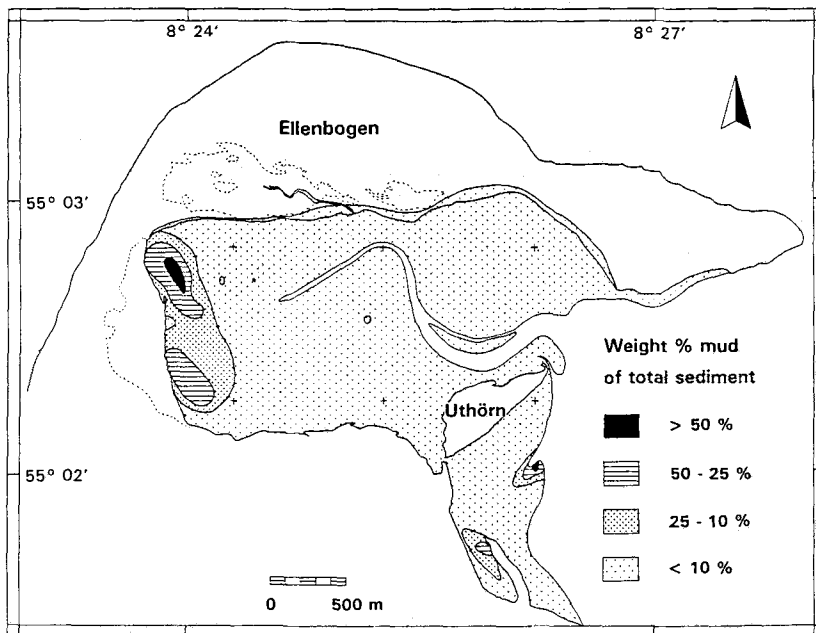 8° 24′
8° 27′
Ellenbogen
55° 03′
Weight % mud
of total sediment
Uthörn
> 50 %
55° 02′
50 - 25 %
25 - 10 %
< 10 %
0 500 m